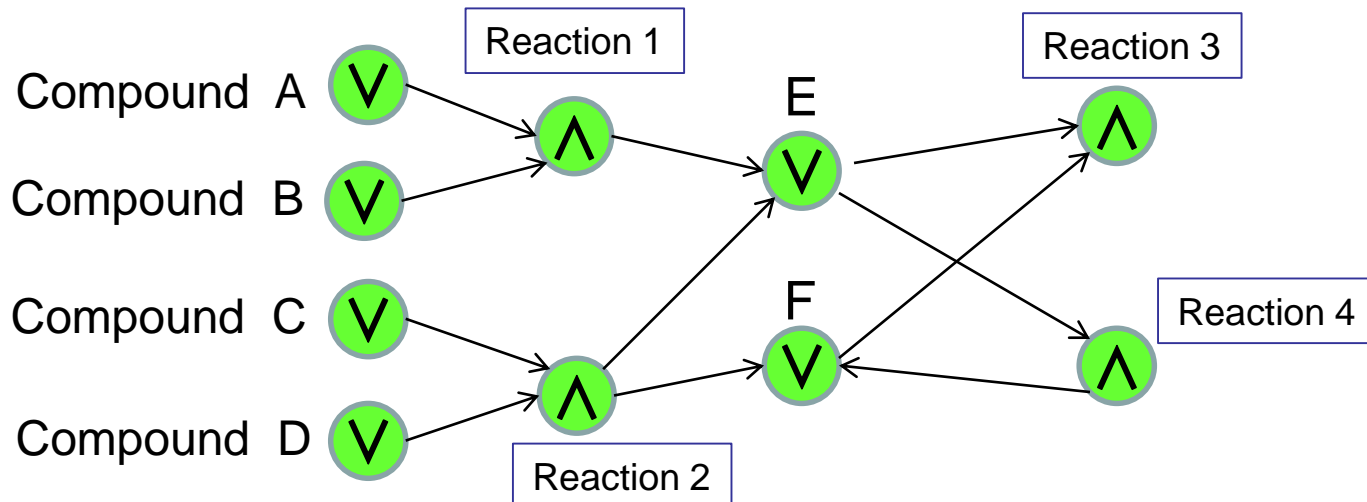 Reaction 1
Reaction 3
Compound A
∨
∧
E
∧
Compound B
∨
∨
Compound C
∨
F
Reaction 4
∧
∨
∧
Compound D
∨
Reaction 2